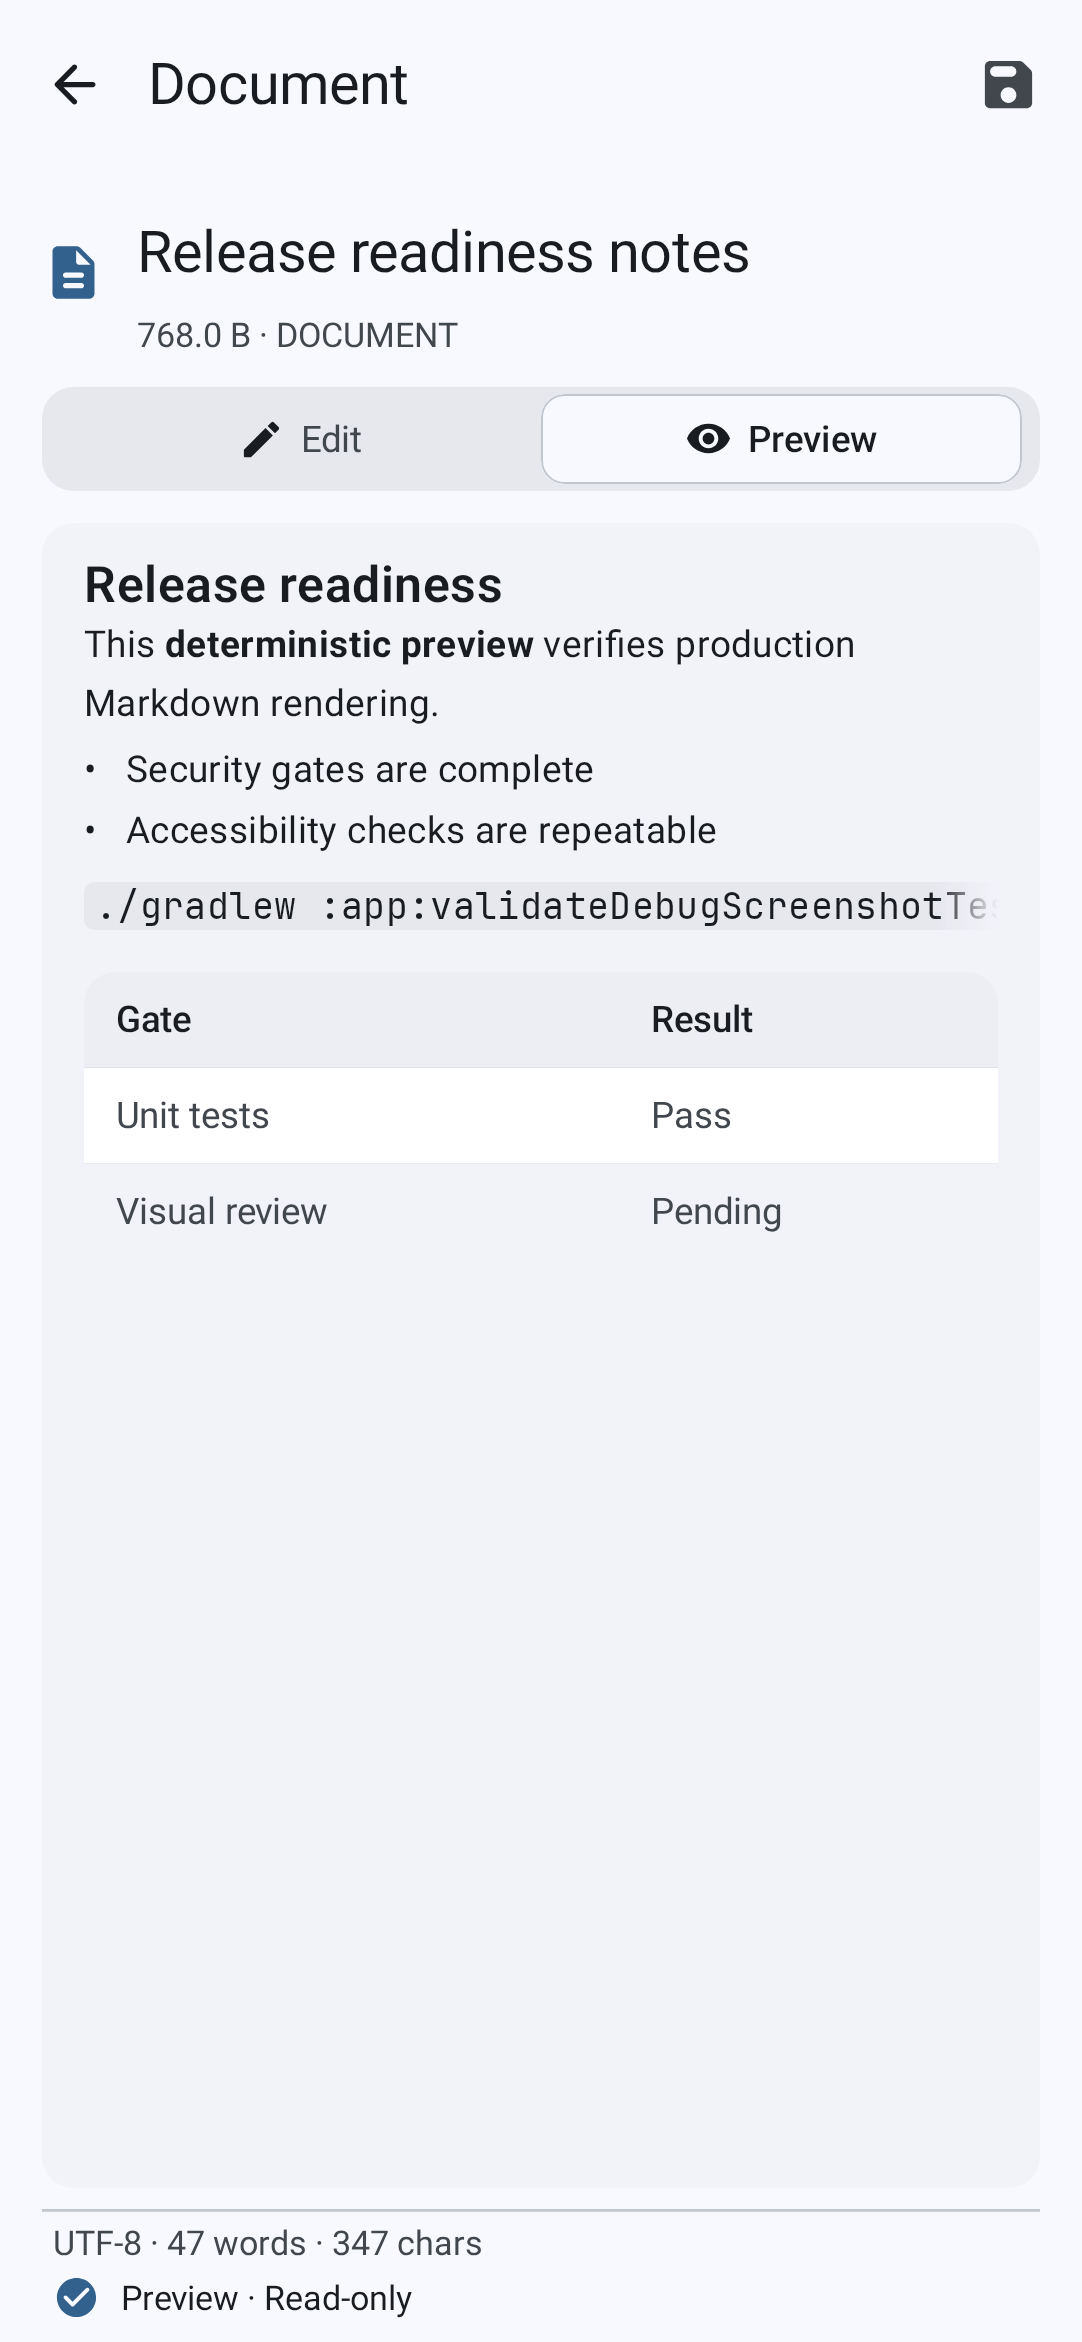 Document
Release readiness notes
768.0 B · DOCUMENT
Edit
Preview
Release readiness
This deterministic preview verifies production
Markdown rendering.
• Security gates are complete
• Accessibility checks are repeatable
./gradlew :app:validateDebugScreenshotTes
Gate Result
Unit tests Pass
Visual review Pending
UTF-8 · 47 words · 347 chars
Preview · Read-only